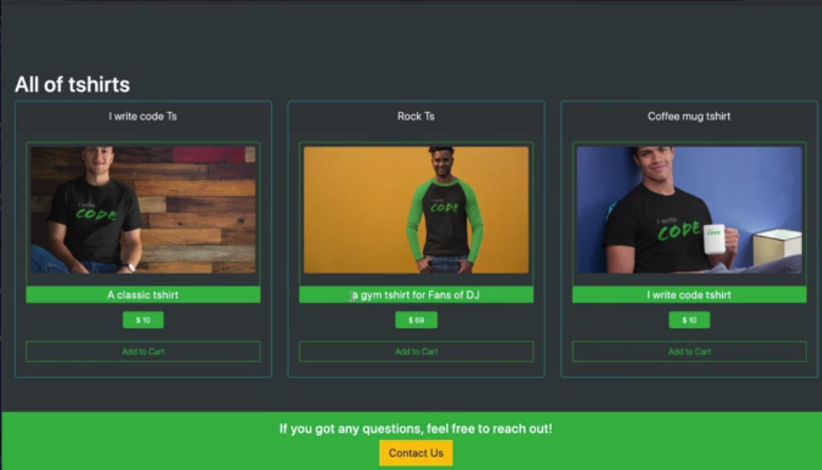 All of tshirts
I write code Ts
Rock Ts
Coffee mug tshirt
I write
CODE
I write
CODE
I write
CODE
CODE
A classic tshirt
a gym tshirt for Fans of DJ
I write code tshirt
$ 10
$ 69
$ 10
Add to Cart
Add to Cart
Add to Cart
If you got any questions, feel free to reach out!
Contact Us